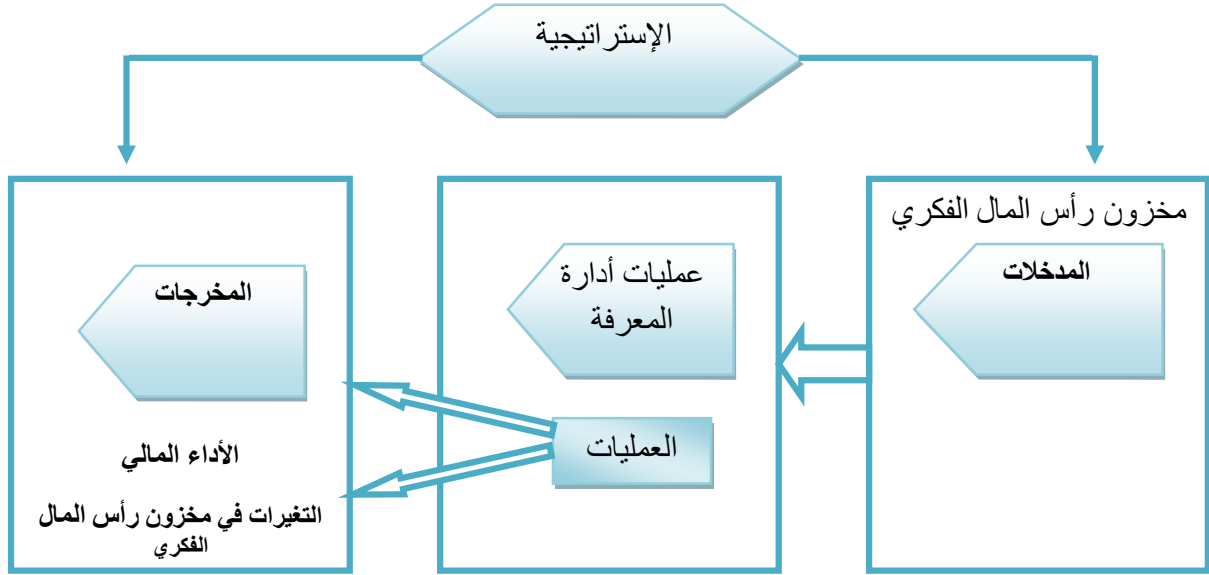 الإستراتيجية
مخزون رأس المال الفكري
المدخلات
عمليات أدارة
المعرفة
العمليات
المخرجات
الأداء المالي
التغيرات في مخزون رأس المال
الفكري